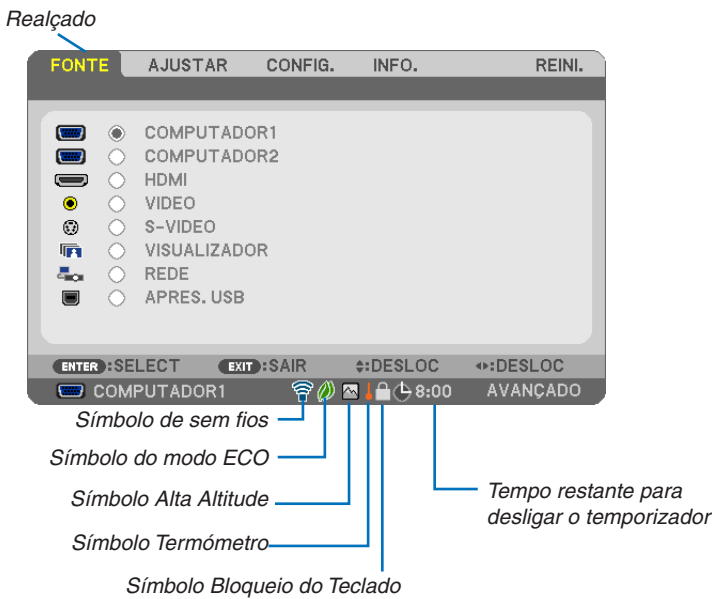 Realçado
FONTE AJUSTAR CONFIG. INFO. REINI.
COMPUTADOR1
COMPUTADOR2
HDMI
VIDEO
S-VIDEO
VISUALIZADOR
REDE
APRES. USB
ENTER :SELECT EXIT :SAIR :DESLOC :DESLOC
COMPUTADOR1 8:00 AVANÇADO
Símbolo de sem fios
Símbolo do modo ECO
Símbolo Alta Altitude
Tempo restante para
desligar o temporizador
Símbolo Termómetro
Símbolo Bloqueio do Teclado